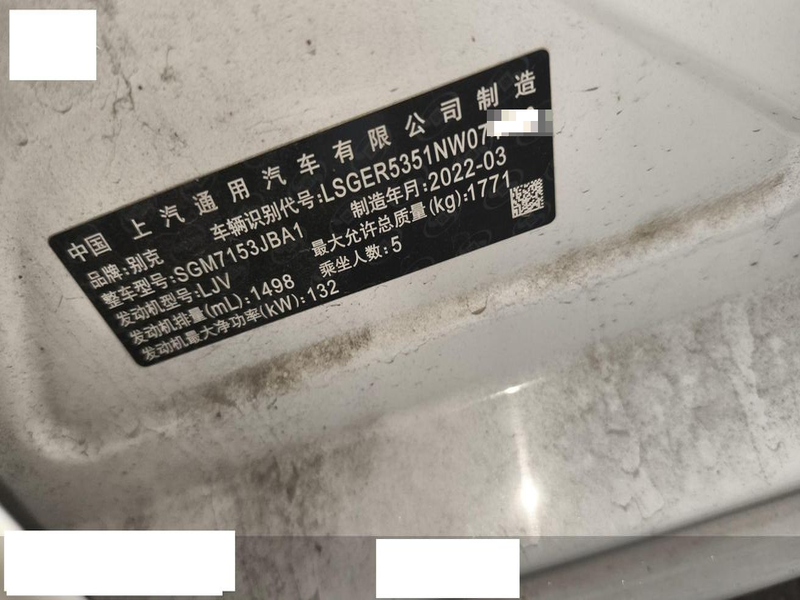 中国 上汽通用汽车有限公司制造
品牌:别克 车辆识别代号:LSGER5351NW07
整车型号:SGM7153JBA1 制造年月:2022-03
发动机型号:LJV 最大允许总质量(kg):1771
发动机排量(mL):1498 乘坐人数:5
发动机最大净功率(kW):132